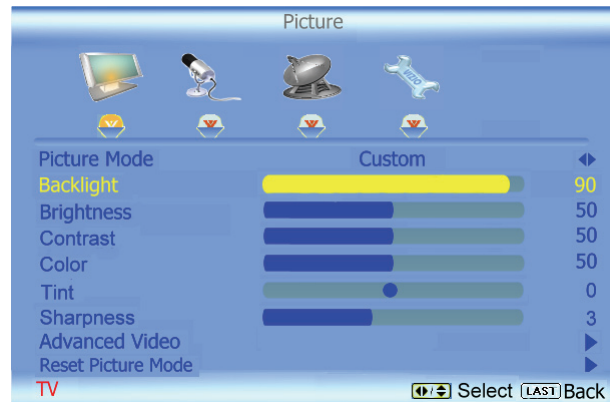 Picture
VIZIO
Picture Mode Custom
Backlight 90
Brightness 50
Contrast 50
Color 50
Tint 0
Sharpness 3
Advanced Video
Reset Picture Mode
TV / Select LAST Back